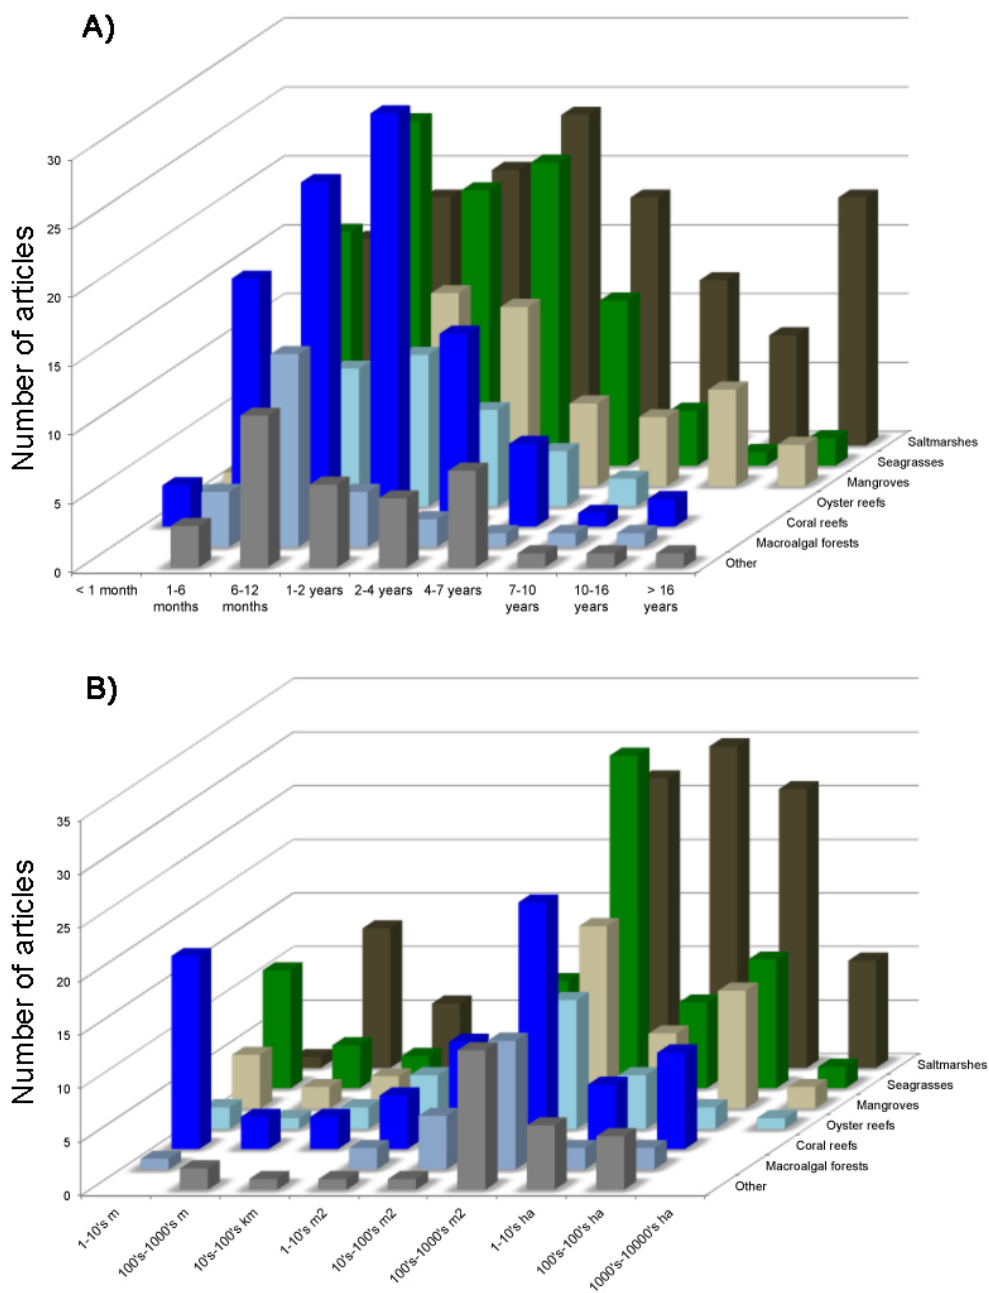 A)
Number of articles
30
25
20
15
10
5
0
< 1 month
1-6
months
6-12
months
1-2 years
2-4 years
4-7 years
7-10
years
10-16
years
> 16
years
Saltmarshes
Seagrasses
Mangroves
Oyster reefs
Coral reefs
Macroalgal forests
Other
B)
Number of articles
35
30
25
20
15
10
5
0
1-10's m
100's-1000's m
10's-100's km
1-10's m2
10's-100's m2
100's-1000's m2
1-10's ha
100's-100's ha
1000's-10000's ha
Saltmarshes
Seagrasses
Mangroves
Oyster reefs
Coral reefs
Macroalgal forests
Other